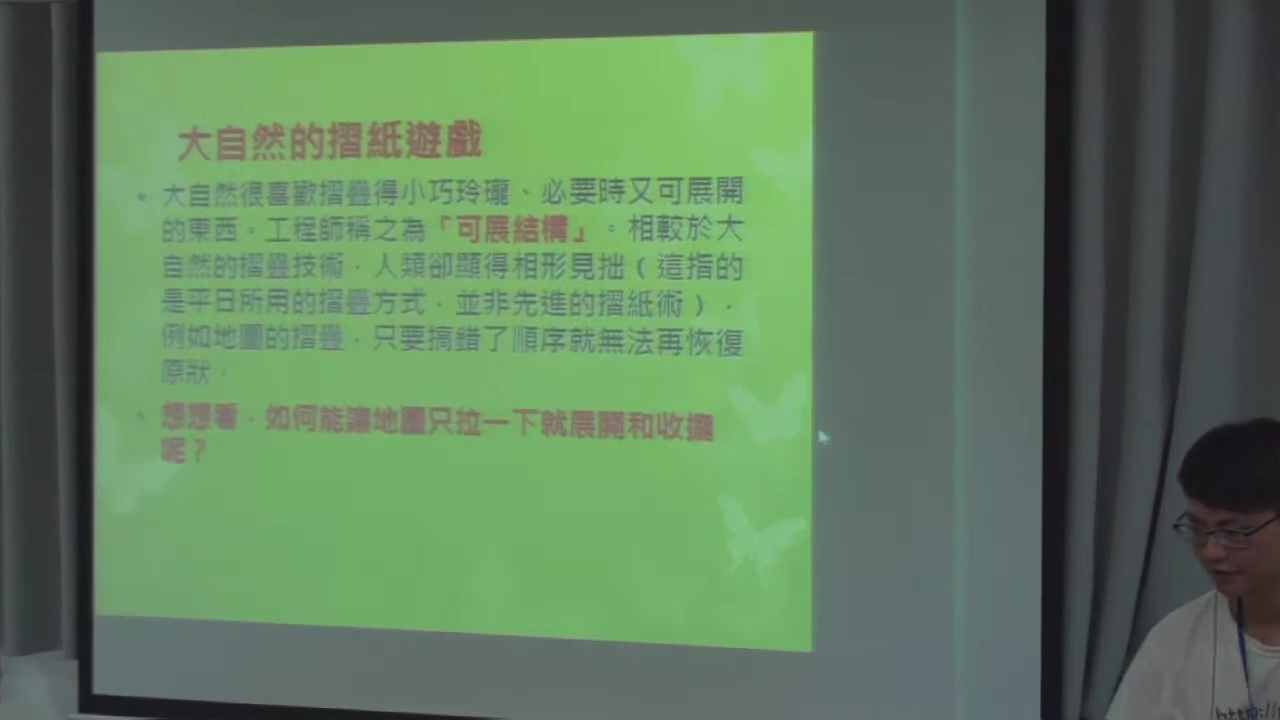 大自然的摺紙遊戲
• 大自然很喜歡摺疊得小巧玲瓏、必要時又可展開
的東西。工程師稱之為「可展結構」。相較於大
自然的摺疊技術，人類卻顯得相形見拙（這指的
是平日所用的摺疊方式，並非先進的摺紙術），
例如地圖的摺疊，只要搞錯了順序就無法再恢復
原狀。
• 想想看，如何能讓地圖只拉一下就展開和收攏
呢？
http://